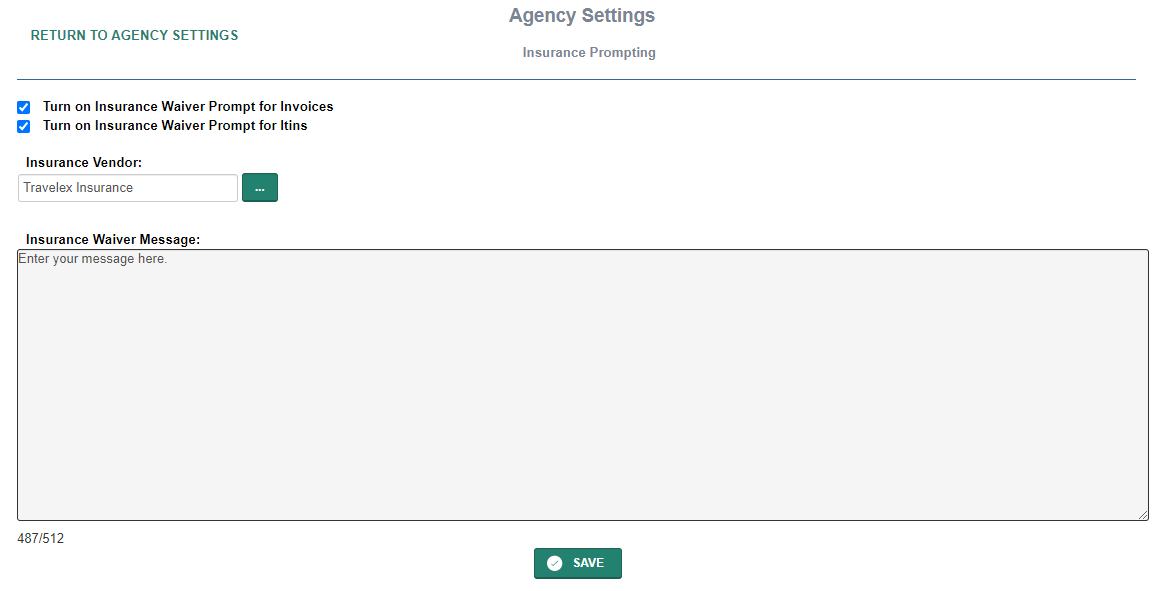 Agency Settings
RETURN TO AGENCY SETTINGS
Insurance Prompting
Turn on Insurance Waiver Prompt for Invoices
Turn on Insurance Waiver Prompt for Itins
Insurance Vendor:
Travelex Insurance
...
Insurance Waiver Message:
Enter your message here.
487/512
SAVE